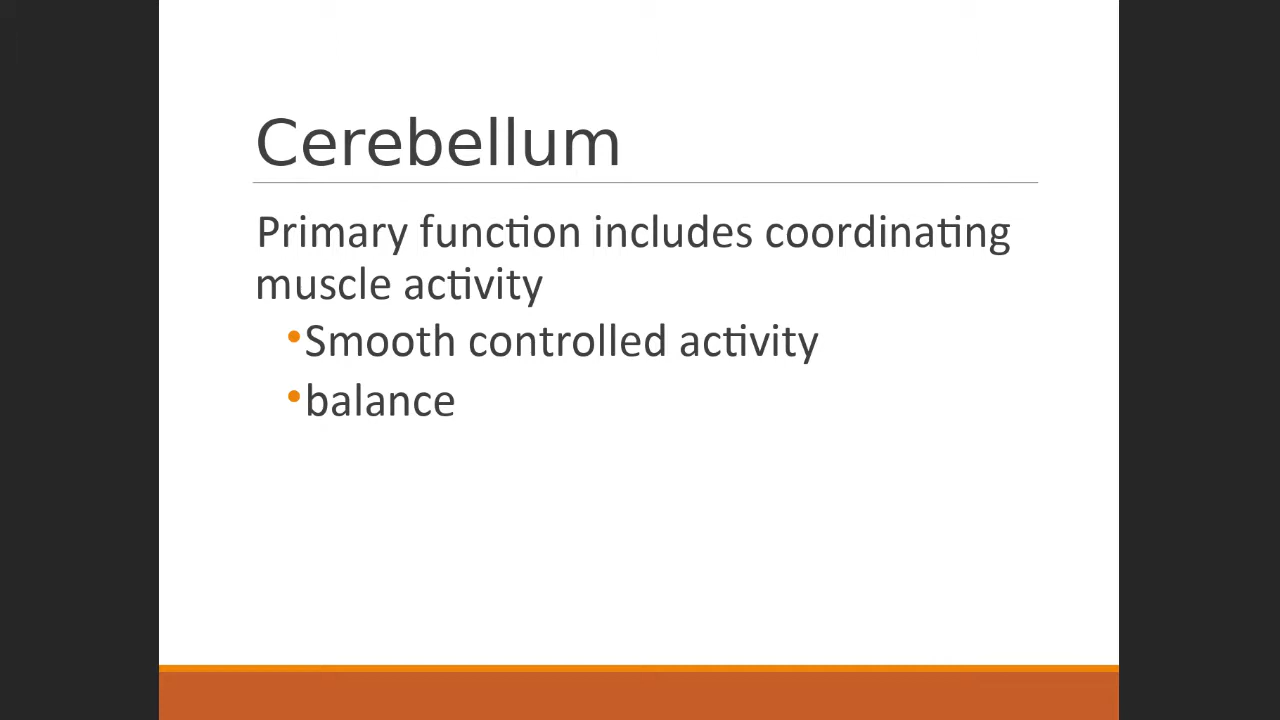 Cerebellum
Primary function includes coordinating
muscle activity
•Smooth controlled activity
•balance